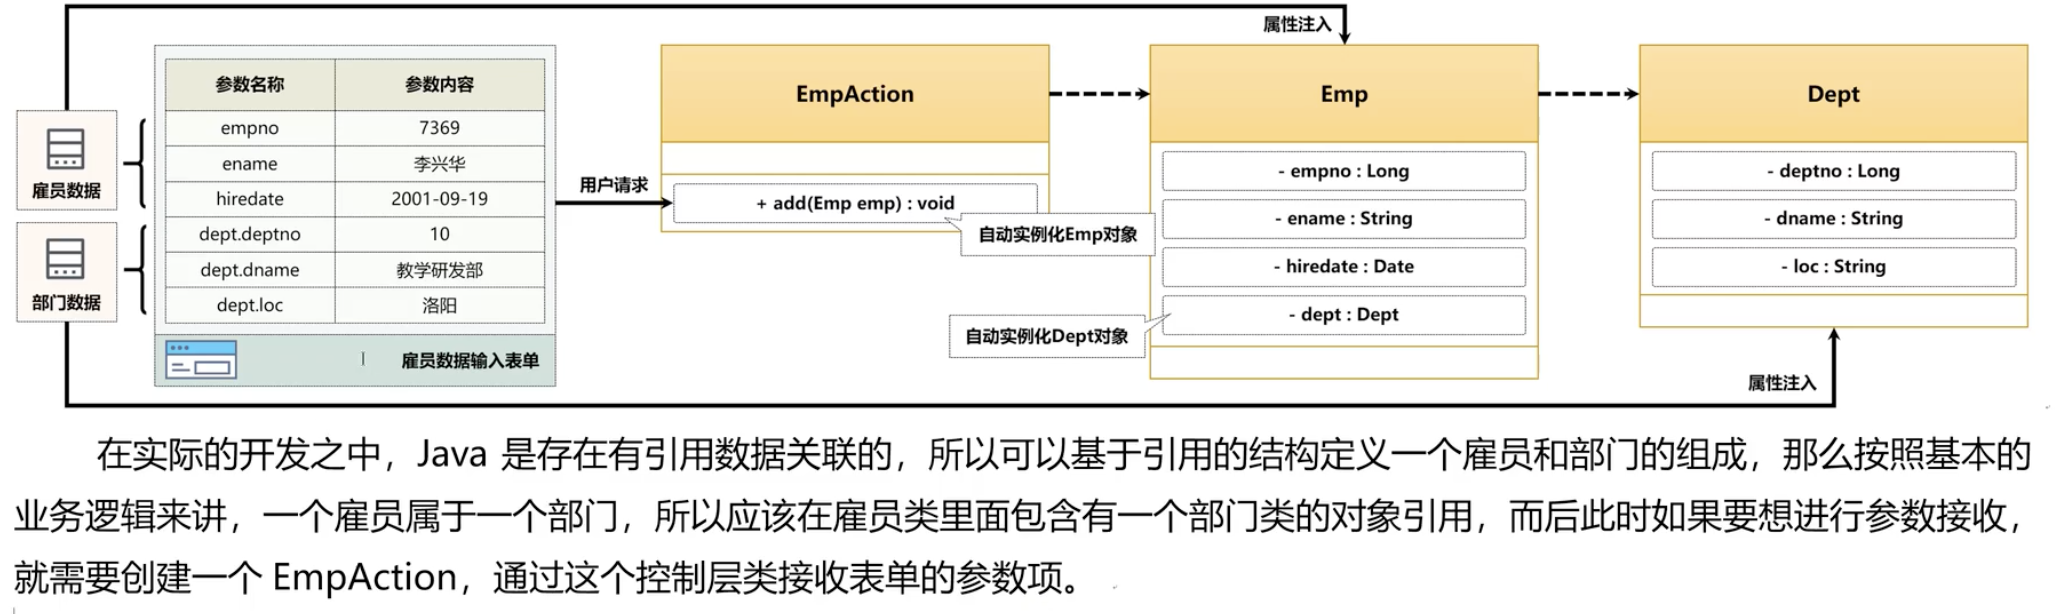 属性注入
雇员数据
部门数据
参数名称 参数内容
empno 7369
ename 李兴华
hiredate 2001-09-19
dept.deptno 10
dept.dname 教学研发部
dept.loc 洛阳
雇员数据输入表单
用户请求
EmpAction
+ add(Emp emp) : void
自动实例化Emp对象
Emp
- empno : Long
- ename : String
- hiredate : Date
- dept : Dept
自动实例化Dept对象
Dept
- deptno : Long
- dname : String
- loc : String
属性注入
在实际的开发之中，Java 是存在有引用数据关联的，所以可以基于引用的结构定义一个雇员和部门的组成，那么按照基本的
业务逻辑来讲，一个雇员属于一个部门，所以应该在雇员类里面包含有一个部门类的对象引用，而后此时如果要想进行参数接收，
就需要创建一个 EmpAction，通过这个控制层类接收表单的参数项。